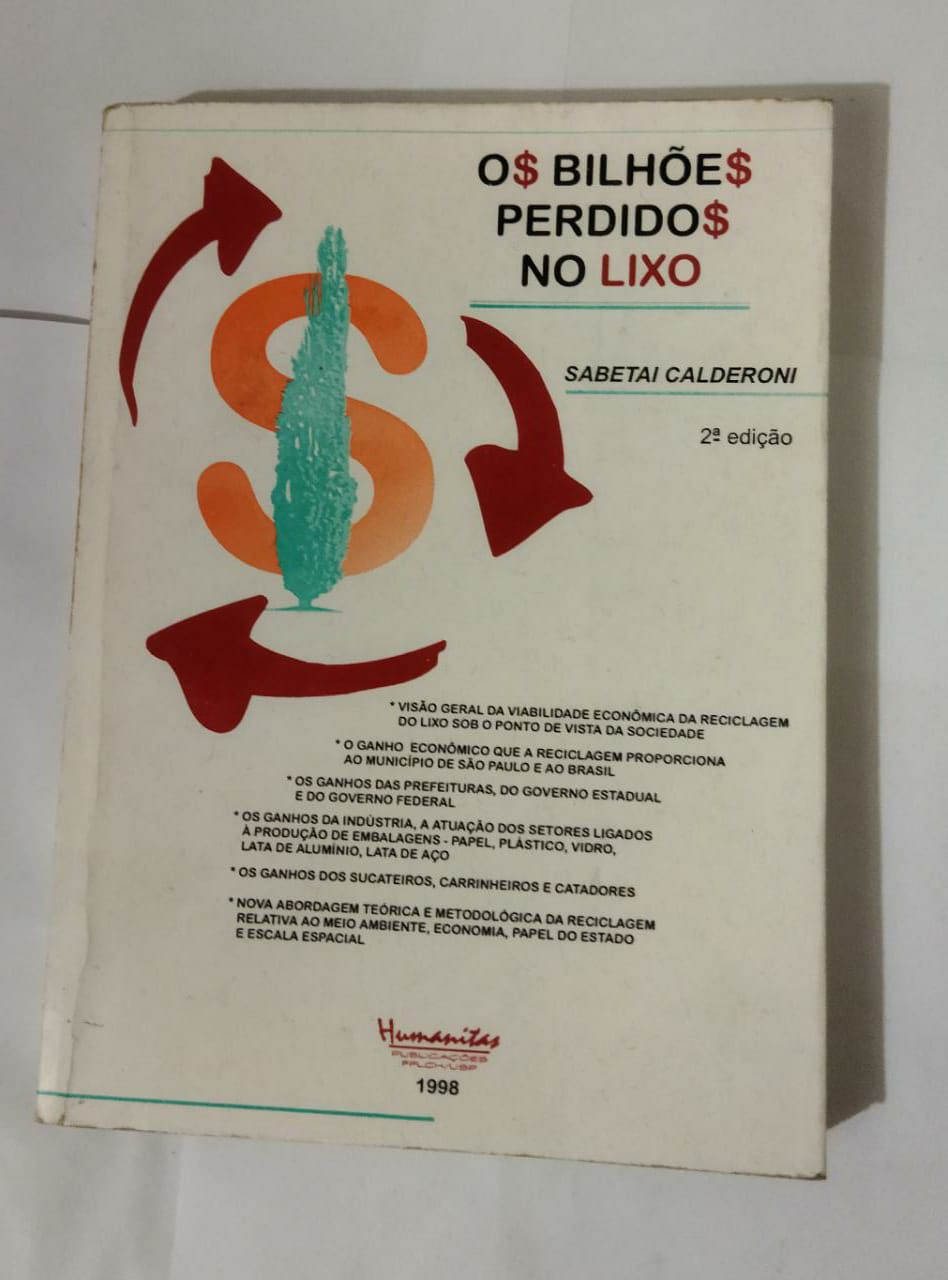 O$ BILHÕE$
PERDIDO$
NO LIXO
SABETAI CALDERONI
2ª edição
* VISÃO GERAL DA VIABILIDADE ECONÔMICA DA RECICLAGEM
DO LIXO SOB O PONTO DE VISTA DA SOCIEDADE
* O GANHO ECONÔMICO QUE A RECICLAGEM PROPORCIONA
AO MUNICÍPIO DE SÃO PAULO E AO BRASIL
* OS GANHOS DAS PREFEITURAS, DO GOVERNO ESTADUAL
E DO GOVERNO FEDERAL
* OS GANHOS DA INDÚSTRIA, A ATUAÇÃO DOS SETORES LIGADOS
À PRODUÇÃO DE EMBALAGENS - PAPEL, PLÁSTICO, VIDRO,
LATA DE ALUMÍNIO, LATA DE AÇO
* OS GANHOS DOS SUCATEIROS, CARRINHEIROS E CATADORES
* NOVA ABORDAGEM TEÓRICA E METODOLÓGICA DA RECICLAGEM
RELATIVA AO MEIO AMBIENTE, ECONOMIA, PAPEL DO ESTADO
E ESCALA ESPACIAL
Humanitas
PUBLICAÇÕES
FFLCH/USP
1998